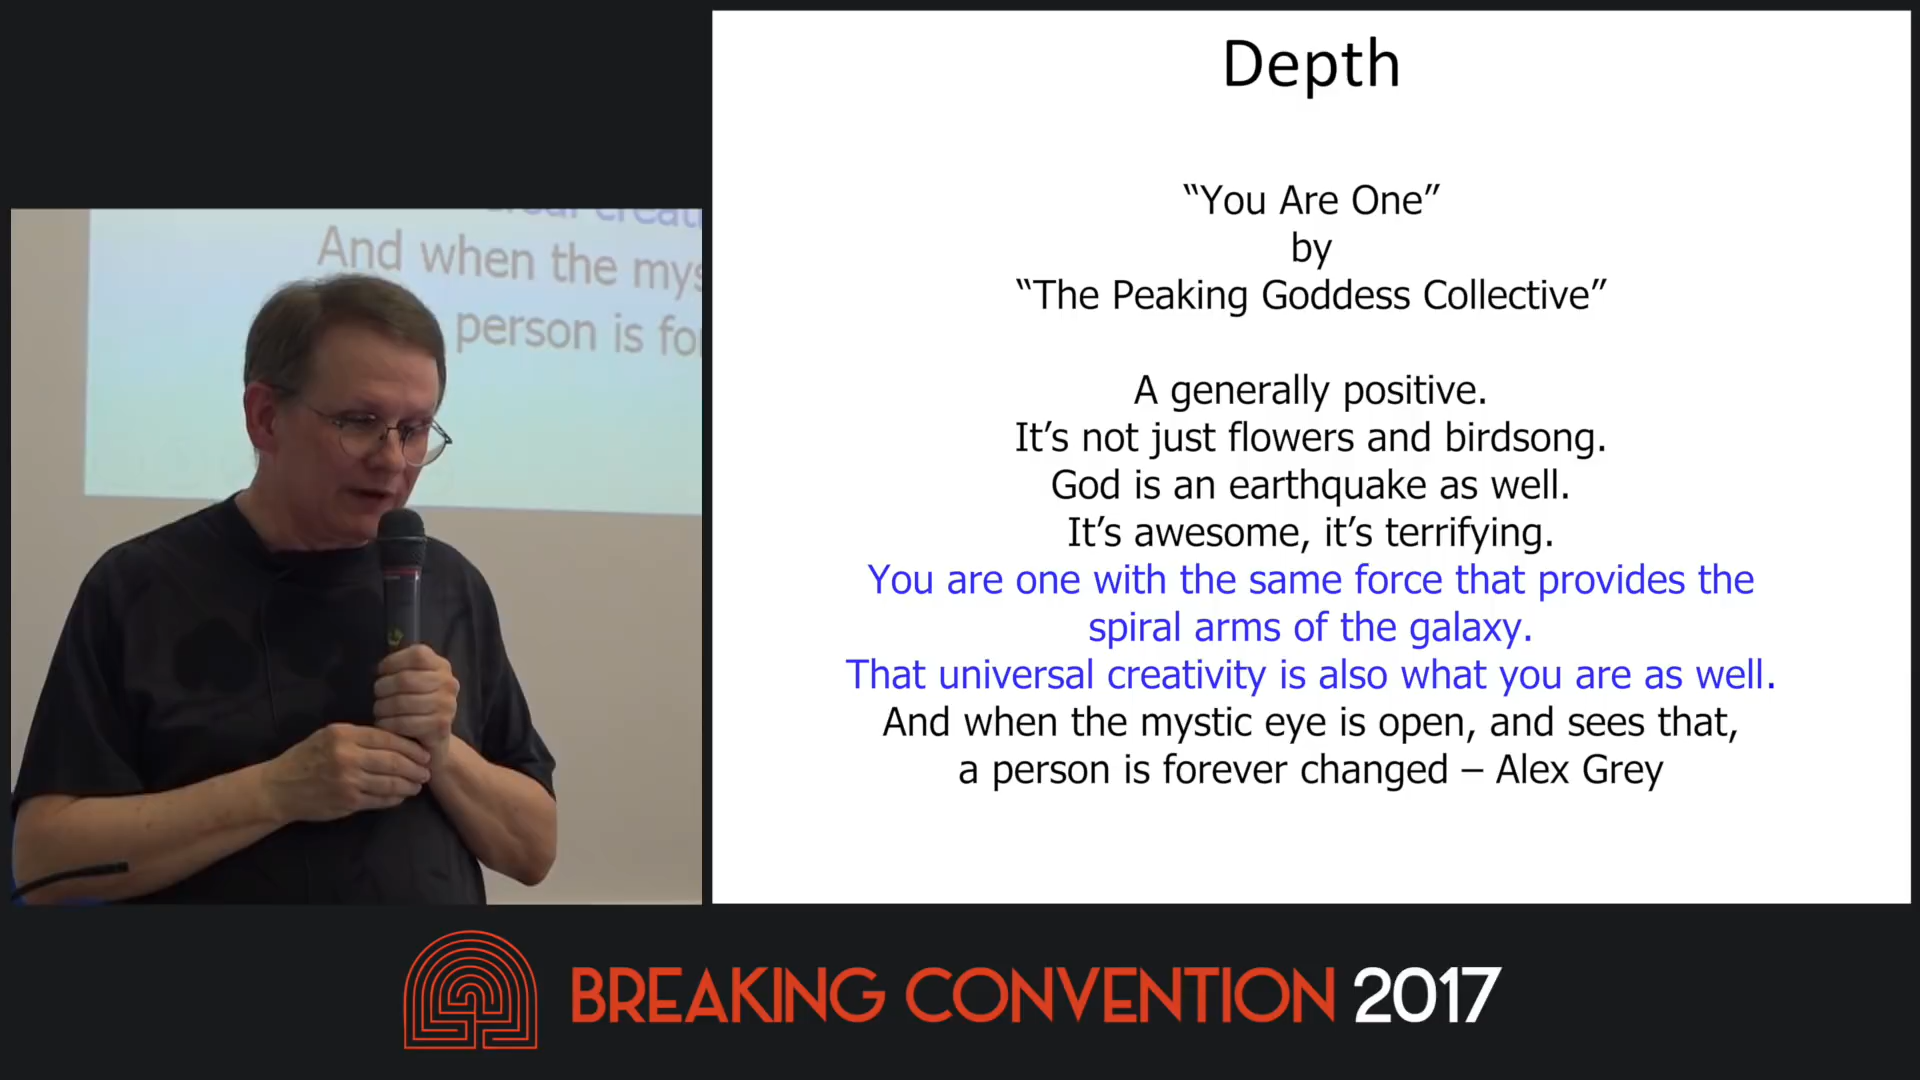 Depth
“You Are One”
by
“The Peaking Goddess Collective”
A generally positive.
It’s not just flowers and birdsong.
God is an earthquake as well.
It’s awesome, it’s terrifying.
You are one with the same force that provides the
spiral arms of the galaxy.
That universal creativity is also what you are as well.
And when the mystic eye is open, and sees that,
a person is forever changed – Alex Grey
And when the mys
person is fo
BREAKING CONVENTION 2017